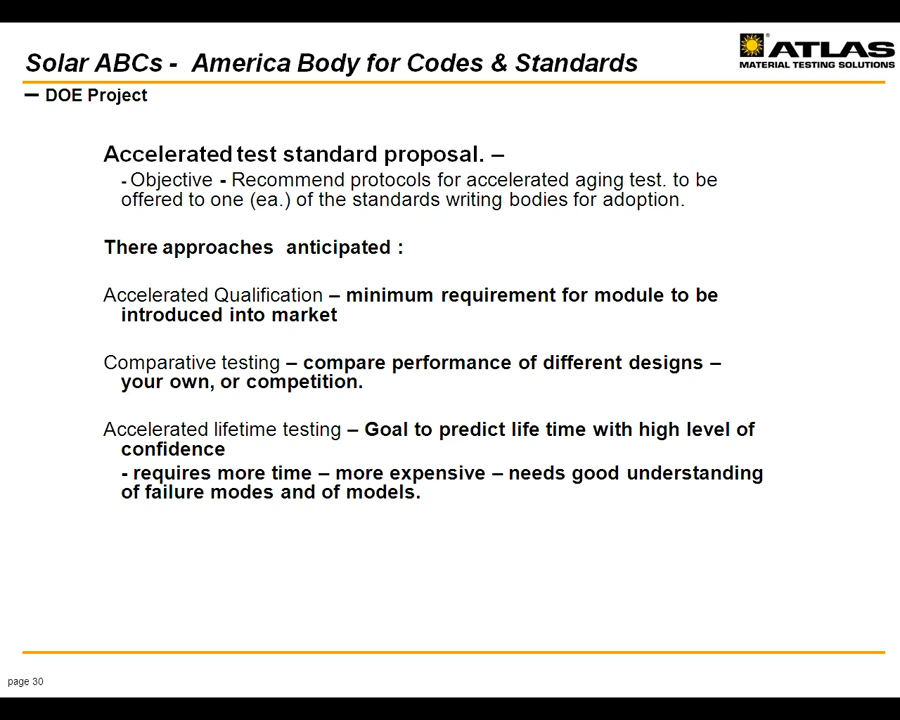 Solar ABCs - America Body for Codes & Standards
ATLAS
MATERIAL TESTING SOLUTIONS
— DOE Project
Accelerated test standard proposal. –
- Objective - Recommend protocols for accelerated aging test. to be
offered to one (ea.) of the standards writing bodies for adoption.
There approaches anticipated :
Accelerated Qualification – minimum requirement for module to be
introduced into market
Comparative testing – compare performance of different designs –
your own, or competition.
Accelerated lifetime testing – Goal to predict life time with high level of
confidence
- requires more time – more expensive – needs good understanding
of failure modes and of models.
page 30